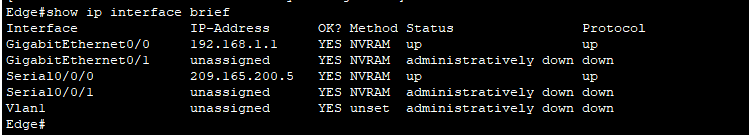 Edge#show ip interface brief
Interface IP-Address OK? Method Status Protocol
GigabitEthernet0/0 192.168.1.1 YES NVRAM up up
GigabitEthernet0/1 unassigned YES NVRAM administratively down down
Serial0/0/0 209.165.200.5 YES NVRAM up up
Serial0/0/1 unassigned YES NVRAM administratively down down
Vlan1 unassigned YES unset administratively down down
Edge#